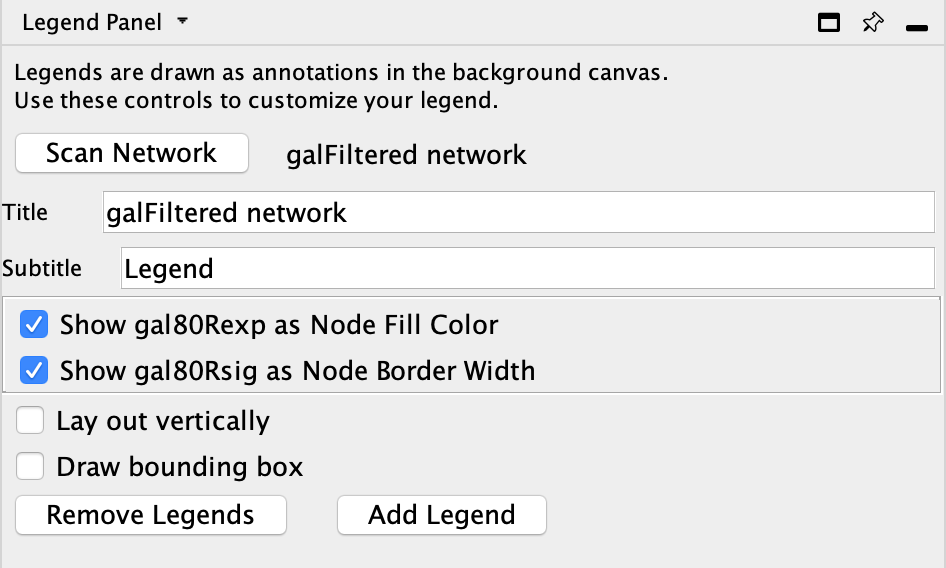 Legend Panel
Legends are drawn as annotations in the background canvas.
Use these controls to customize your legend.
Scan Network galFiltered network
Title galFiltered network
Subtitle Legend
Show gal80Rexp as Node Fill Color
Show gal80Rsig as Node Border Width
Lay out vertically
Draw bounding box
Remove Legends Add Legend